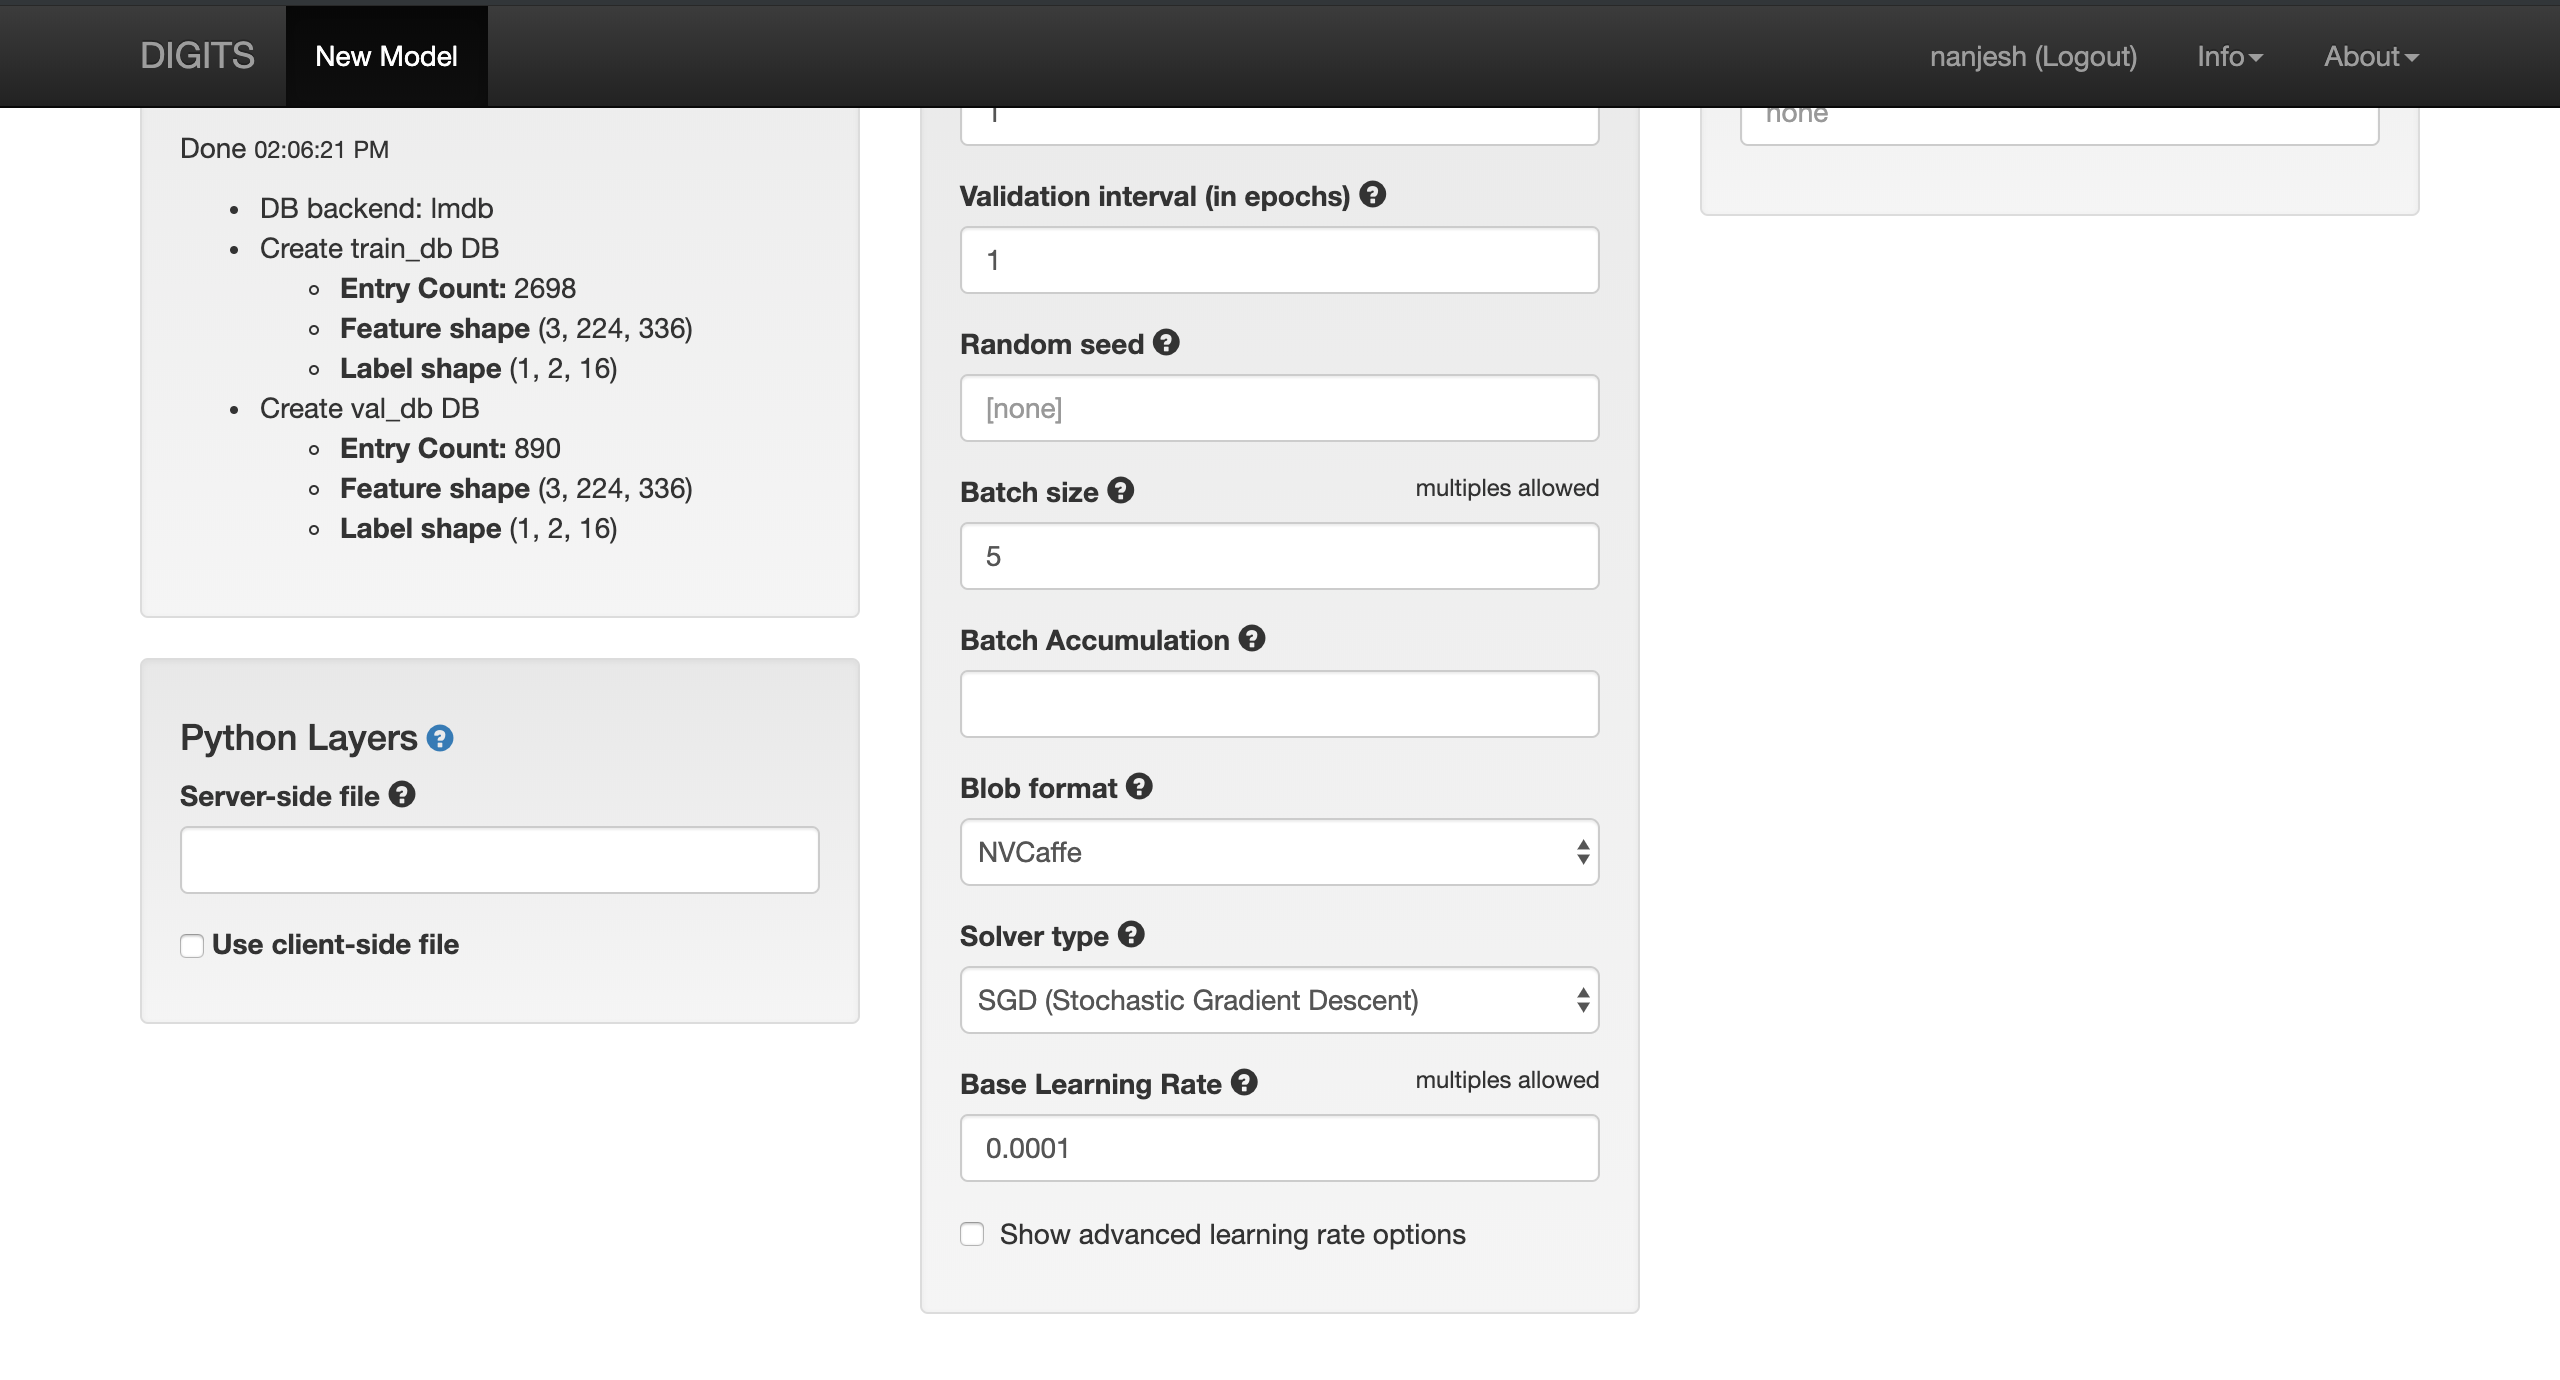 DIGITS New Model nanjesh (Logout) Info About
Done 02:06:21 PM
DB backend: lmdb
Create train_db DB
Entry Count: 2698
Feature shape (3, 224, 336)
Label shape (1, 2, 16)
Create val_db DB
Entry Count: 890
Feature shape (3, 224, 336)
Label shape (1, 2, 16)
Python Layers
Server-side file
Use client-side file
1
Validation interval (in epochs)
1
Random seed
[none]
Batch size multiples allowed
5
Batch Accumulation
Blob format
NVCaffe
Solver type
SGD (Stochastic Gradient Descent)
Base Learning Rate multiples allowed
0.0001
Show advanced learning rate options
none